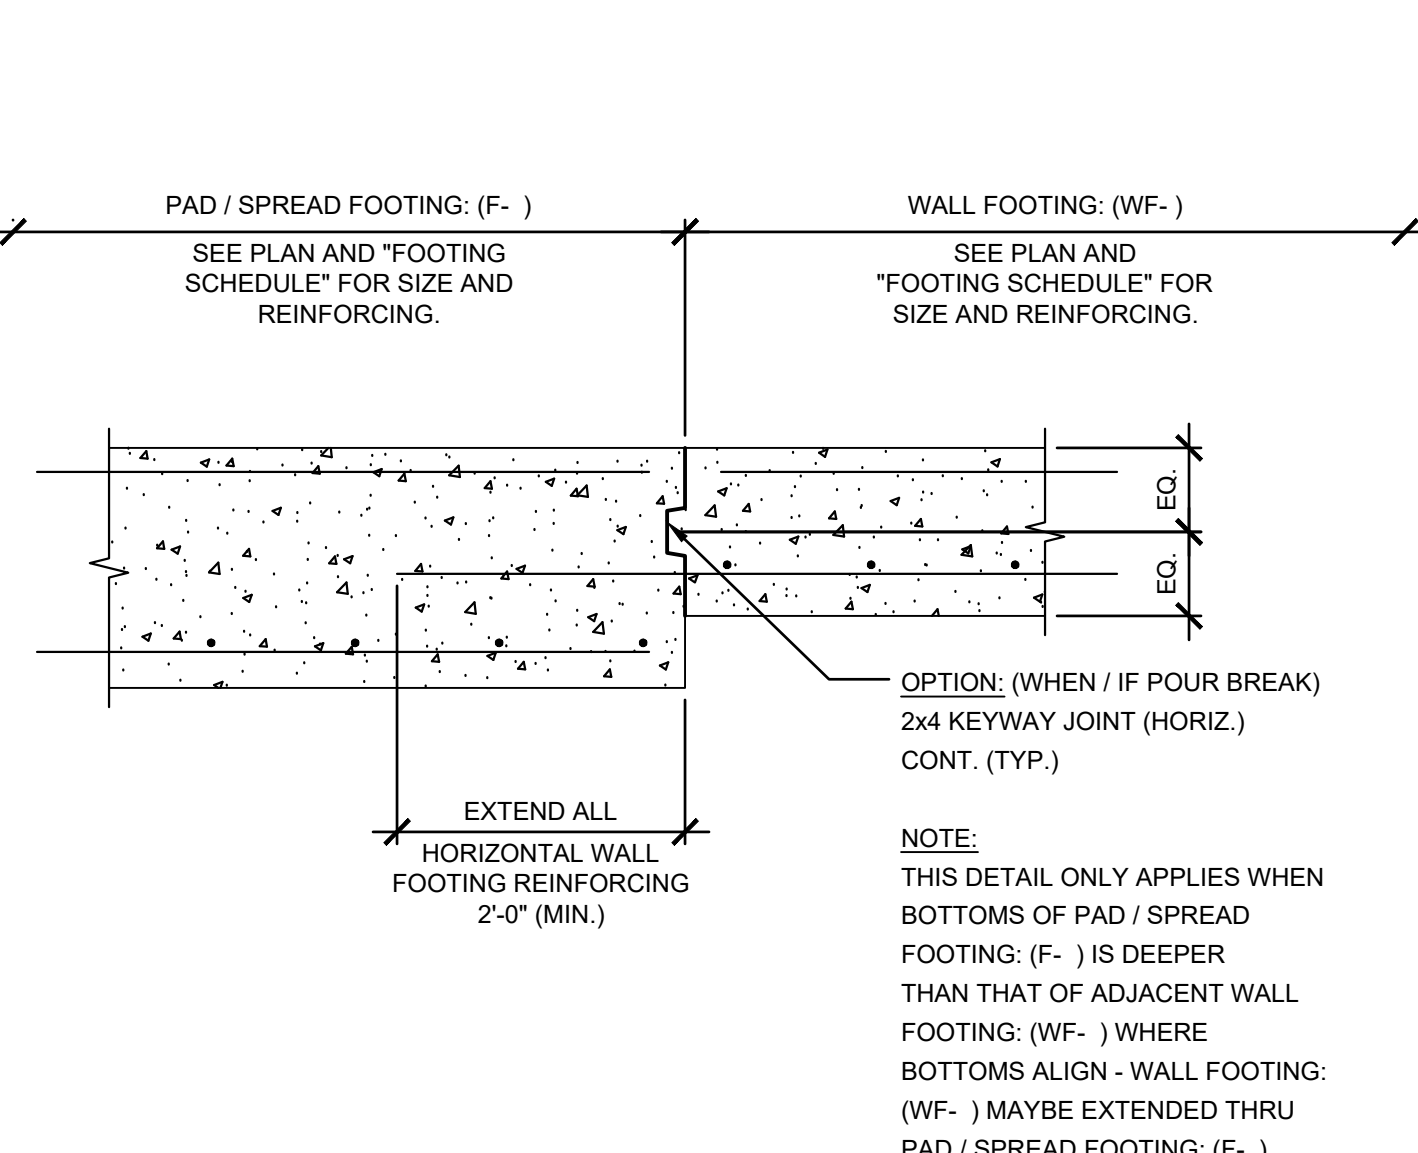 PAD / SPREAD FOOTING: (F-  )
SEE PLAN AND "FOOTING
SCHEDULE" FOR SIZE AND
REINFORCING.
WALL FOOTING: (WF- )
SEE PLAN AND
"FOOTING SCHEDULE" FOR
SIZE AND REINFORCING.
EQ.
EQ.
OPTION: (WHEN / IF POUR BREAK)
2x4 KEYWAY JOINT (HORIZ.)
CONT. (TYP.)
EXTEND ALL
HORIZONTAL WALL
FOOTING REINFORCING
2'-0" (MIN.)
NOTE:
THIS DETAIL ONLY APPLIES WHEN
BOTTOMS OF PAD / SPREAD
FOOTING: (F-  ) IS DEEPER
THAN THAT OF ADJACENT WALL
FOOTING: (WF-  ) WHERE
BOTTOMS ALIGN - WALL FOOTING:
(WF-  ) MAYBE EXTENDED THRU
PAD / SPREAD FOOTING: (F-  )